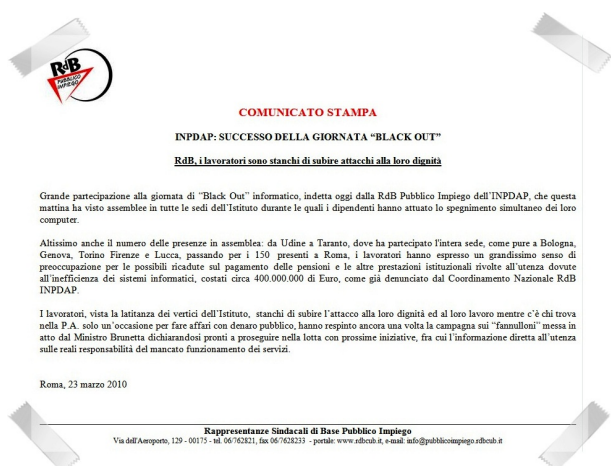 RdB
PUBBLICO
IMPIEGO
COMUNICATO STAMPA
INPDAP: SUCCESSO DELLA GIORNATA “BLACK OUT”
RdB, i lavoratori sono stanchi di subire attacchi alla loro dignità
Grande partecipazione alla giornata di “Black Out” informatico, indetta oggi dalla RdB Pubblico Impiego dell’INPDAP, che questa
mattina ha visto assemblee in tutte le sedi dell’Istituto durante le quali i dipendenti hanno attuato lo spegnimento simultaneo dei loro
computer.
Altissimo anche il numero delle presenze in assemblea: da Udine a Taranto, dove ha partecipato l'intera sede, come pure a Bologna,
Genova, Torino Firenze e Lucca, passando per i 150 presenti a Roma, i lavoratori hanno espresso un grandissimo senso di
preoccupazione per le possibili ricadute sul pagamento delle pensioni e le altre prestazioni istituzionali rivolte all’utenza dovute
all’inefficienza dei sistemi informatici, costati circa 400.000.000 di Euro, come già denunciato dal Coordinamento Nazionale RdB
INPDAP.
I lavoratori, vista la latitanza dei vertici dell’Istituto, stanchi di subire l’attacco alla loro dignità ed al loro lavoro mentre c’è chi trova
nella P.A. solo un’occasione per fare affari con denaro pubblico, hanno respinto ancora una volta la campagna sui “fannulloni” messa in
atto dal Ministro Brunetta dichiarandosi pronti a proseguire nella lotta con prossime iniziative, fra cui l’informazione diretta all’utenza
sulle reali responsabilità del mancato funzionamento dei servizi.
Roma, 23 marzo 2010
Rappresentanze Sindacali di Base Pubblico Impiego
Via dell'Aeroporto, 129 - 00175 - tel. 06/762821, fax 06/7628233 - portale: www.rdbcub.it, e-mail: info@pubblicoimpiego.rdbcub.it